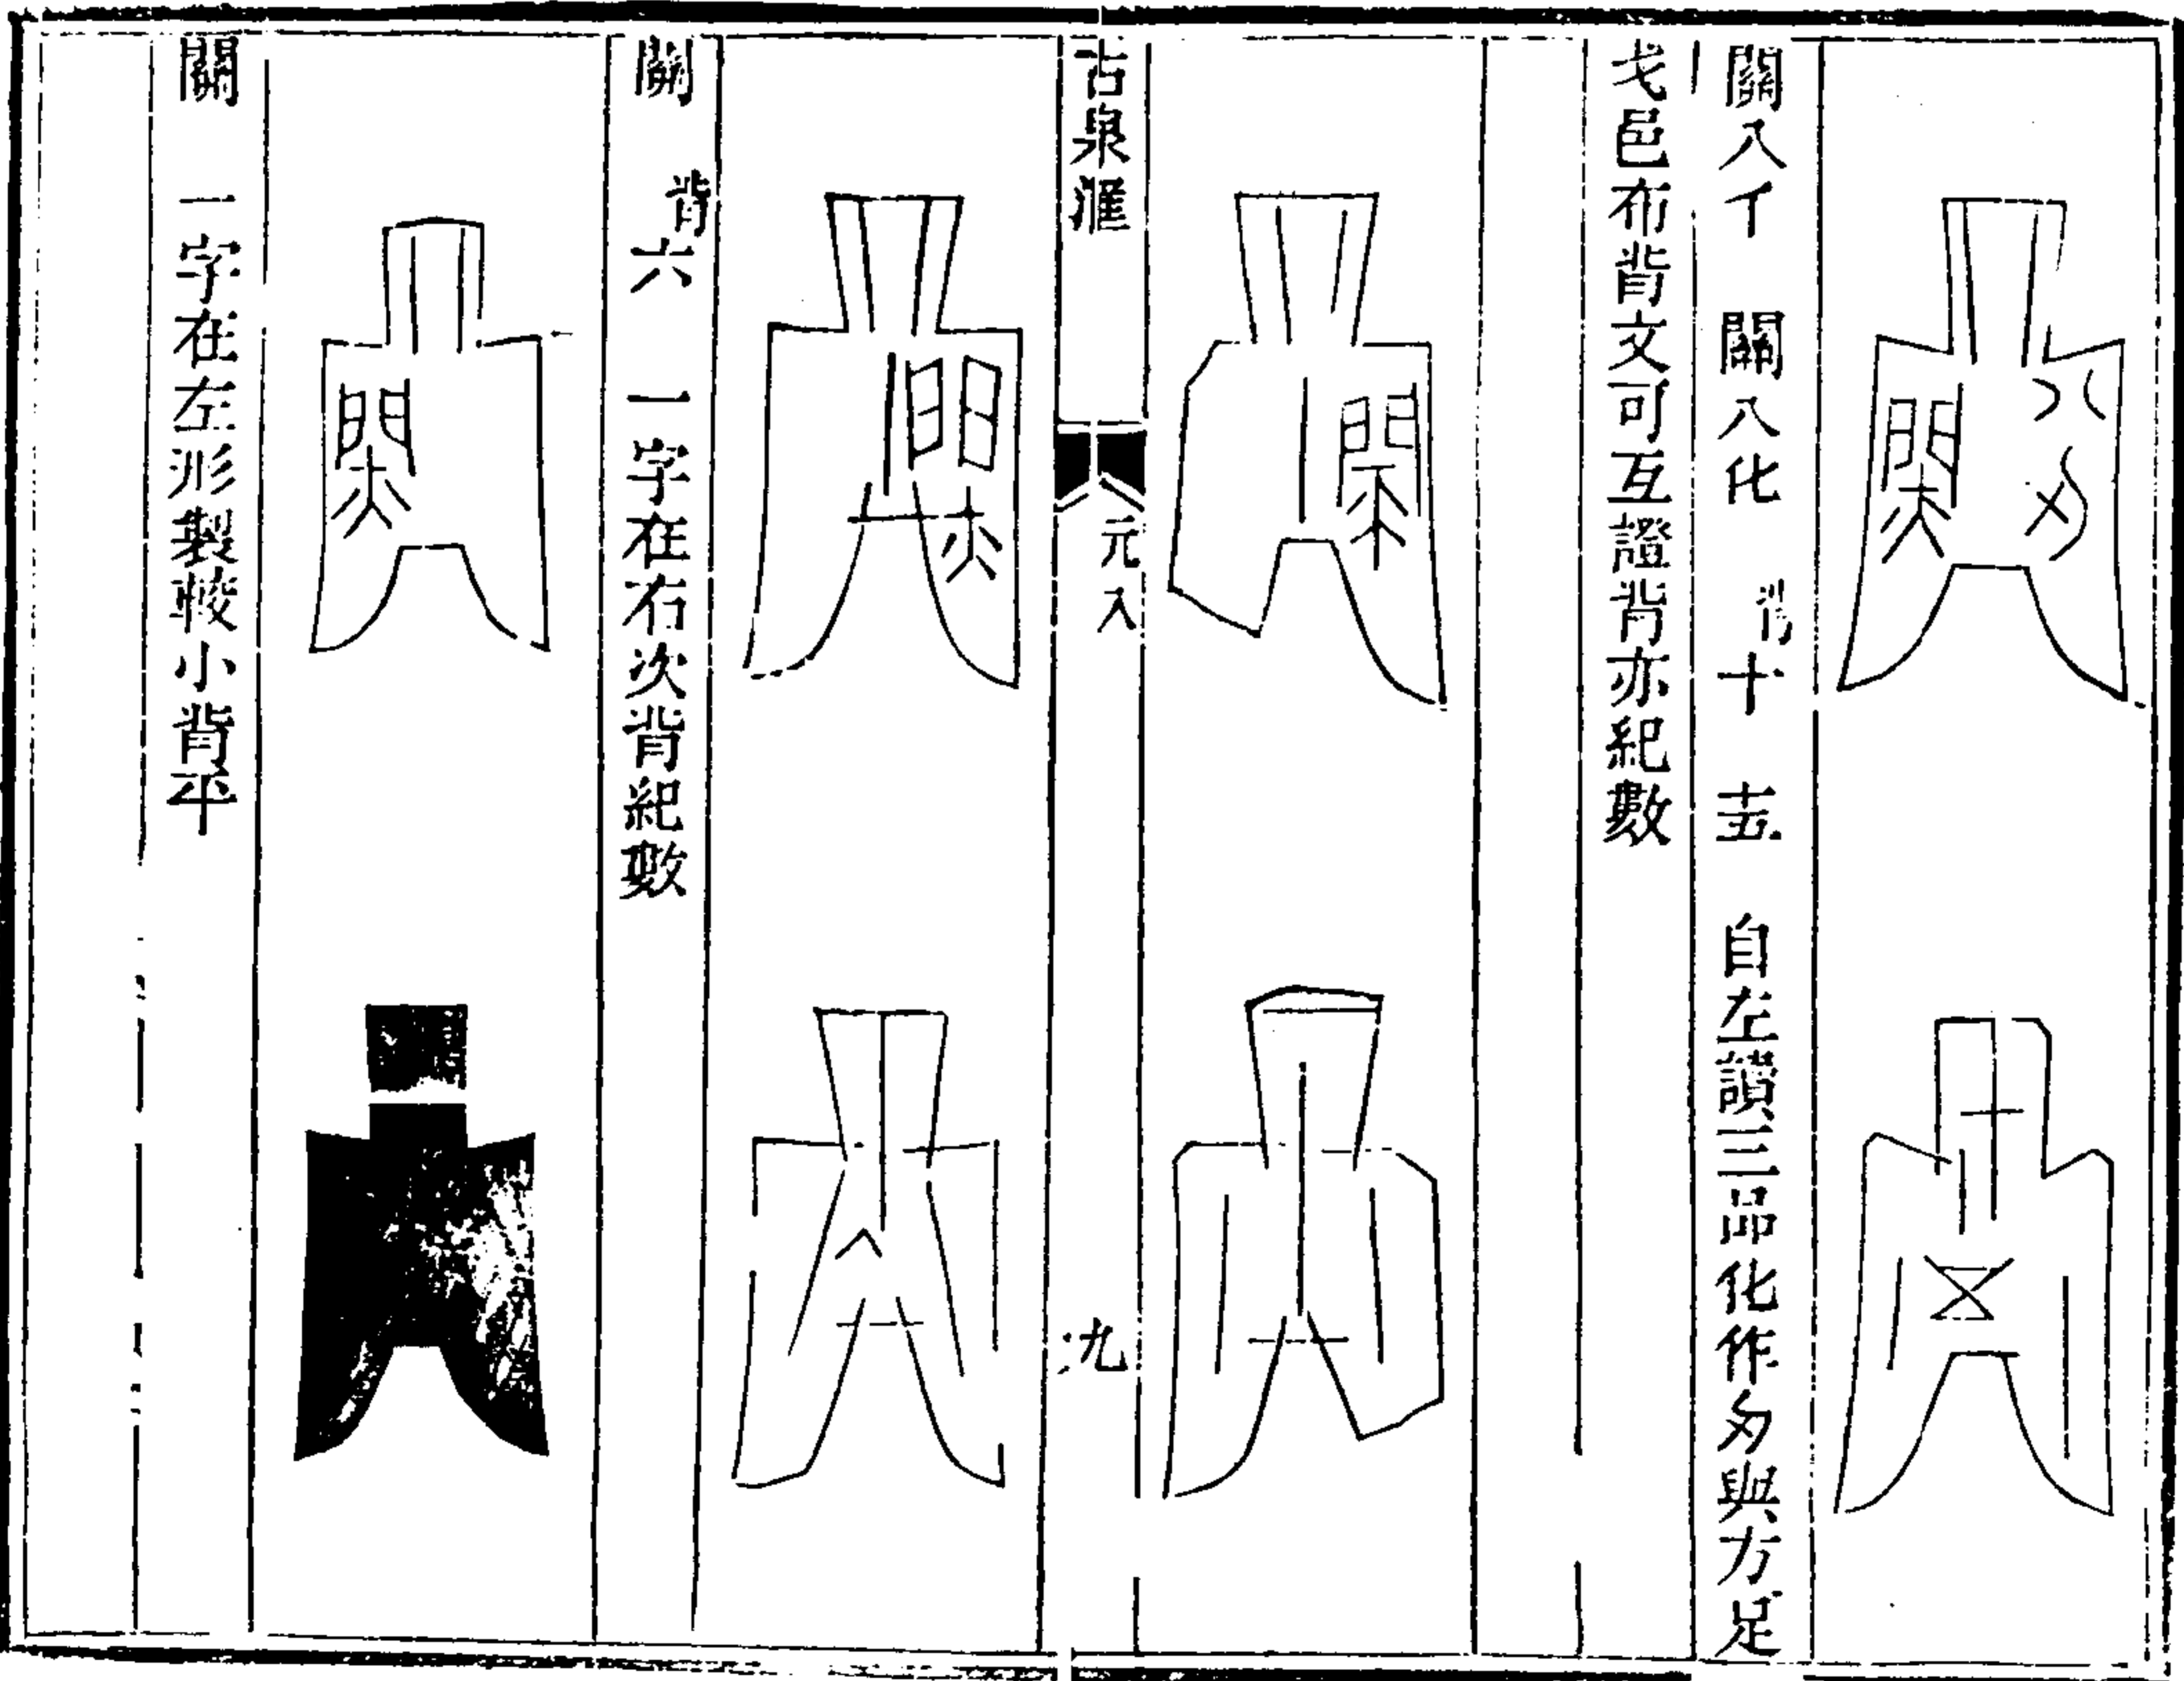 關八化 關八化 背十 十五 自左讀三品化作匁與方足
戈邑布背文可互證背亦紀數
古泉滙 元八 九
關 背六 一字在右次背紀數
關 一字在左形製較小背平